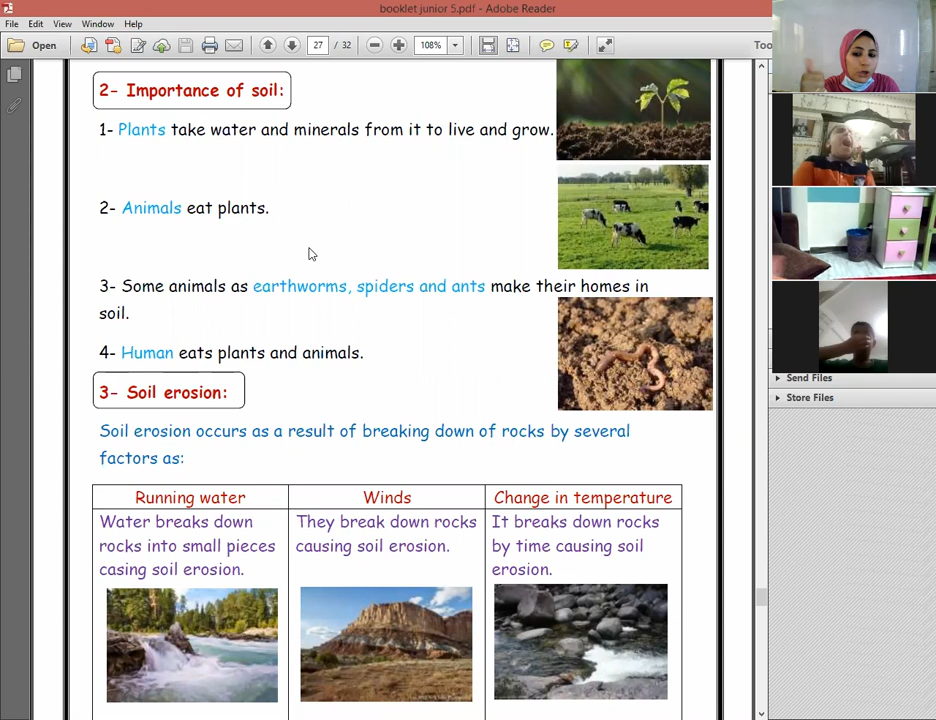 booklet junior 5.pdf - Adobe Reader
File Edit View Window Help
Open 27 / 32 108% Too
2- Importance of soil:
1- Plants take water and minerals from it to live and grow.
2- Animals eat plants.
3- Some animals as earthworms, spiders and ants make their homes in
soil.
4- Human eats plants and animals.
3- Soil erosion:
Soil erosion occurs as a result of breaking down of rocks by several
factors as:
Running water Winds Change in temperature
Water breaks down They break down rocks It breaks down rocks
rocks into small pieces causing soil erosion. by time causing soil
casing soil erosion. erosion.
Send Files
Store Files